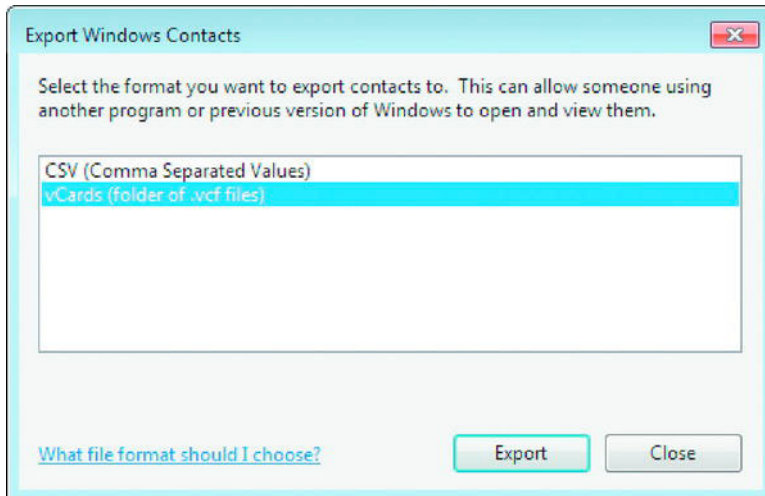 Export Windows Contacts
Select the format you want to export contacts to. This can allow someone using
another program or previous version of Windows to open and view them.
CSV (Comma Separated Values)
vCards (folder of .vcf files)
What file format should I choose?
Export
Close